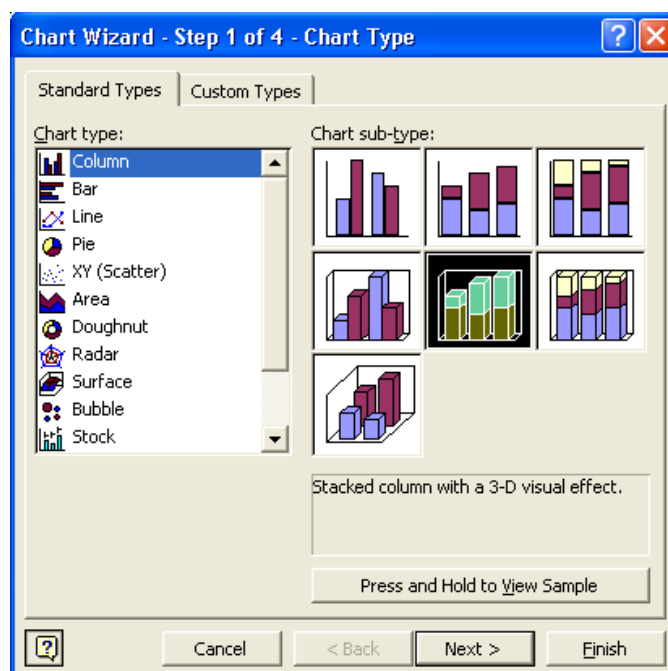 Chart Wizard - Step 1 of 4 - Chart Type
Standard Types
Custom Types
Chart type:
Column
Bar
Line
Pie
XY (Scatter)
Area
Doughnut
Radar
Surface
Bubble
Stock
Chart sub-type:
Stacked column with a 3-D visual effect.
Press and Hold to View Sample
Cancel
< Back
Next >
Finish